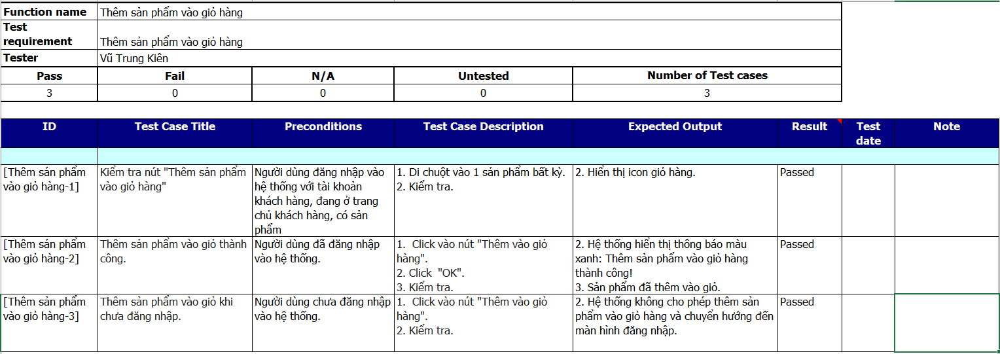 Function name Thêm sản phẩm vào giỏ hàng
Test
requirement Thêm sản phẩm vào giỏ hàng
Tester Vũ Trung Kiên
Pass Fail N/A Untested Number of Test cases
3 0 0 0 3
ID Test Case Title Preconditions Test Case Description Expected Output Result Test
date Note
[Thêm sản phẩm
vào giỏ hàng-1]
Kiểm tra nút "Thêm sản phẩm
vào giỏ hàng"
Người dùng đăng nhập vào
hệ thống với tài khoản
khách hàng, đang ở trang
chủ khách hàng, có sản
phẩm
1. Di chuột vào 1 sản phẩm bất kỳ.
2. Kiểm tra.
2. Hiển thị icon giỏ hàng.
Passed
[Thêm sản phẩm
vào giỏ hàng-2]
Thêm sản phẩm vào giỏ thành
công.
Người dùng đã đăng nhập
vào hệ thống.
1. Click vào nút "Thêm vào giỏ
hàng".
2. Click "OK".
3. Kiểm tra.
2. Hệ thống hiển thị thông báo màu
xanh: Thêm sản phẩm vào giỏ hàng
thành công!
3. Sản phẩm đã thêm vào giỏ.
Passed
[Thêm sản phẩm
vào giỏ hàng-3]
Thêm sản phẩm vào giỏ khi
chưa đăng nhập.
Người dùng chưa đăng nhập
vào hệ thống.
1. Click vào nút "Thêm vào giỏ
hàng".
2. Kiểm tra.
2. Hệ thống không cho phép thêm sản
phẩm vào giỏ hàng và chuyển hướng đến
màn hình đăng nhập.
Passed